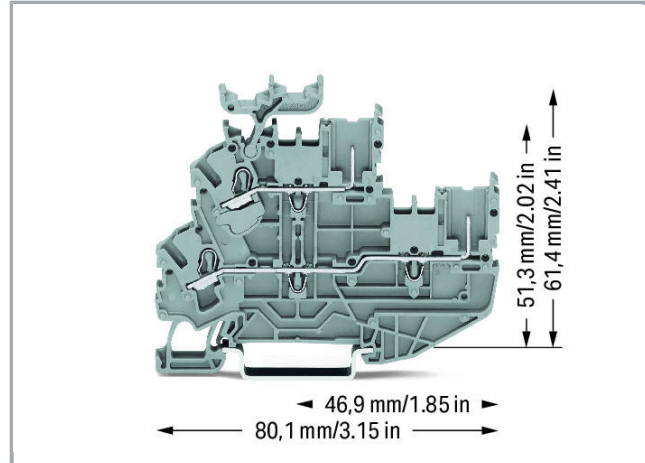 51,3 mm/2.02 in
61,4 mm/2.41 in
46,9 mm/1.85 in
80,1 mm/3.15 in